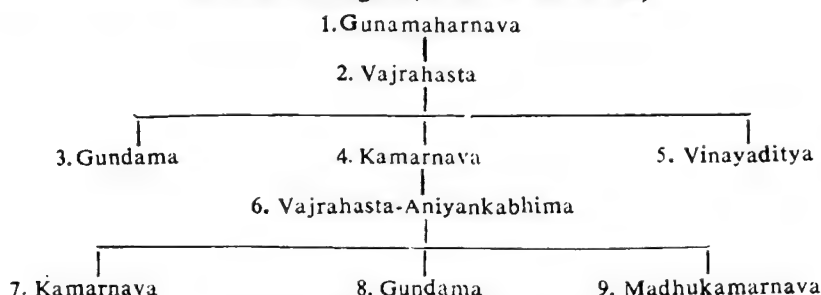 1.Gunamaharnava
2. Vajrahasta
3.Gundama 4. Kamarnava 5. Vinayaditya
6. Vajrahasta-Aniyankabhima
7. Kamarnava 8. Gundama 9. Madhukamarnava